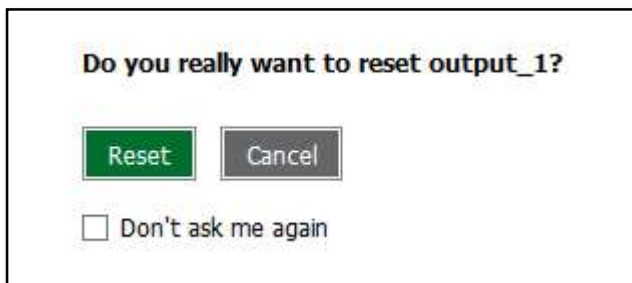 Do you really want to reset output_1?
Reset Cancel
Don't ask me again